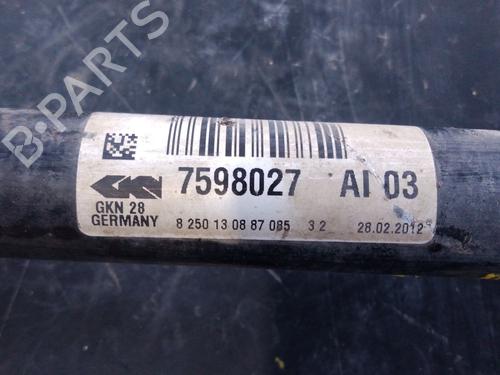 B-PARTS
GKN 7598027 AI 03
GKN 28
GERMANY 8 250 13 08 87 085 3 2 28.02.2012